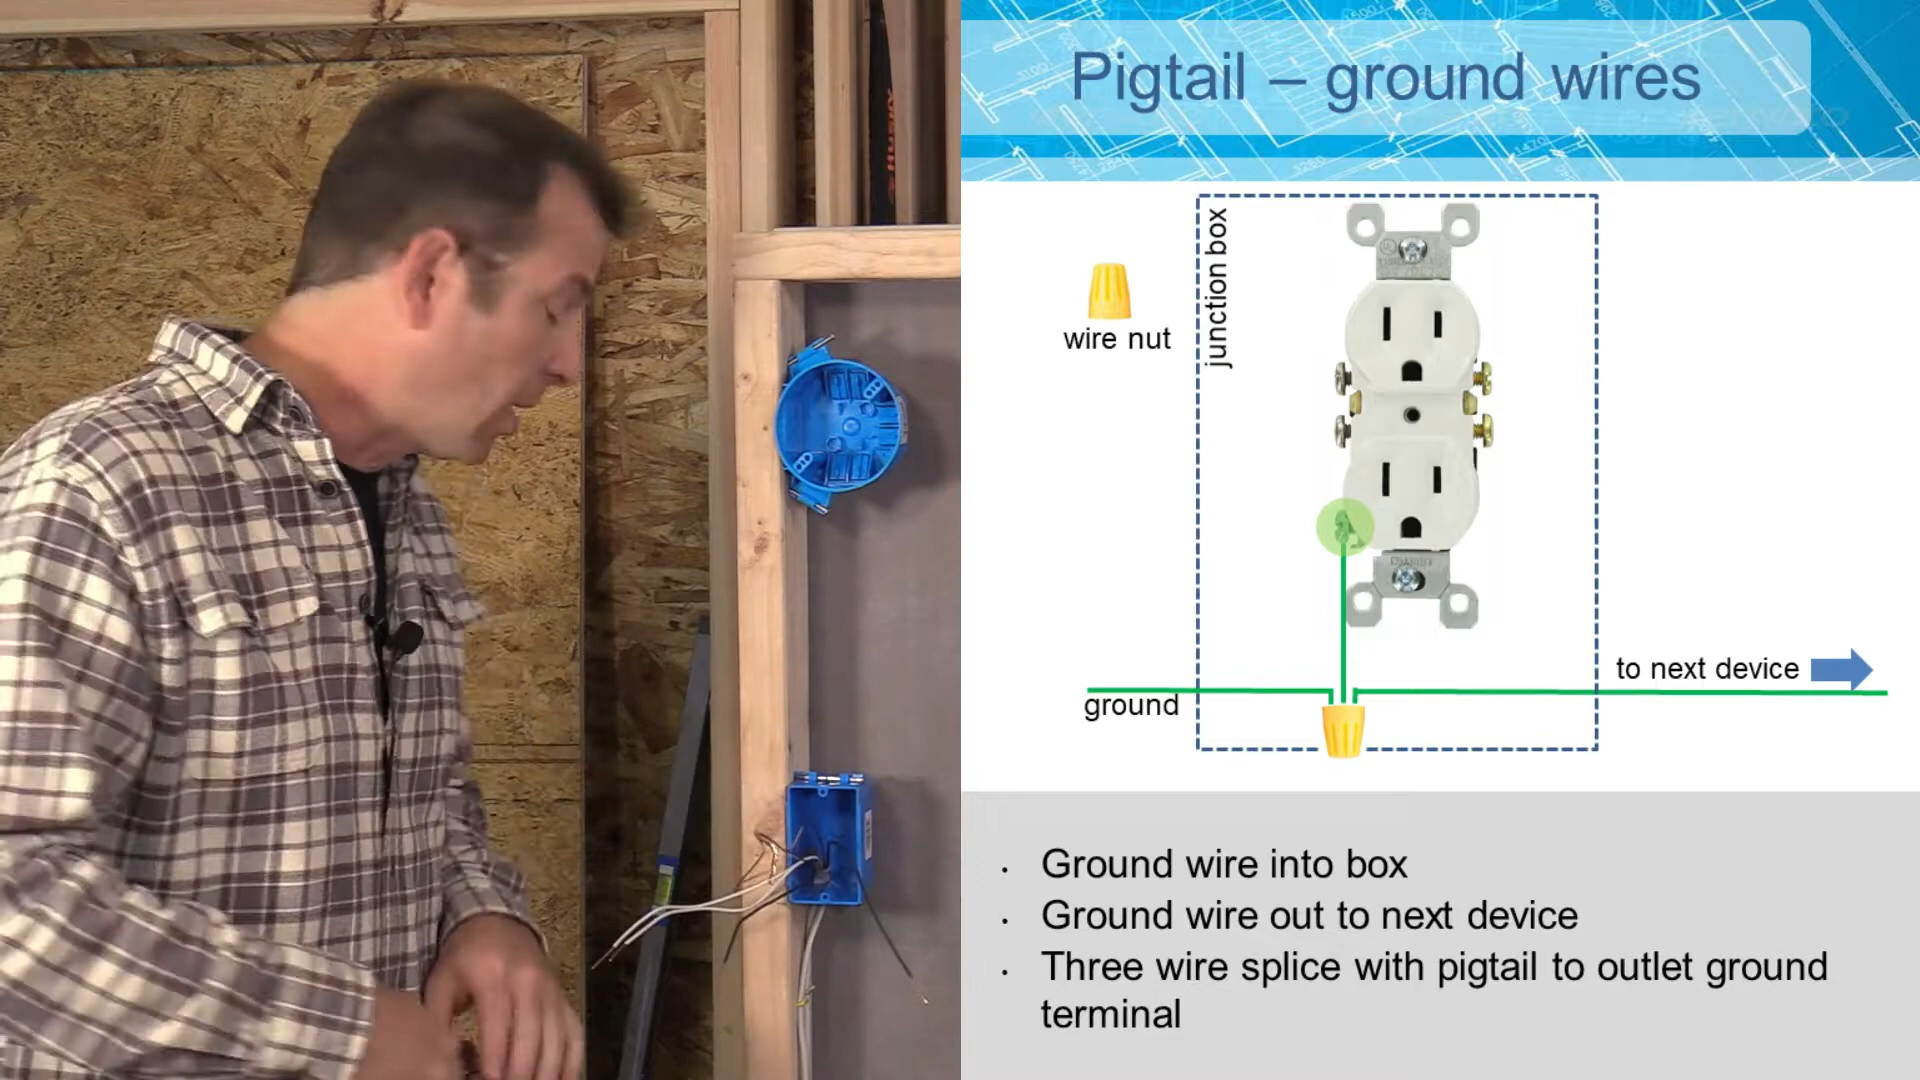 Pigtail – ground wires
junction box
wire nut
to next device
ground
Ground wire into box
Ground wire out to next device
Three wire splice with pigtail to outlet ground
terminal
HUSKY